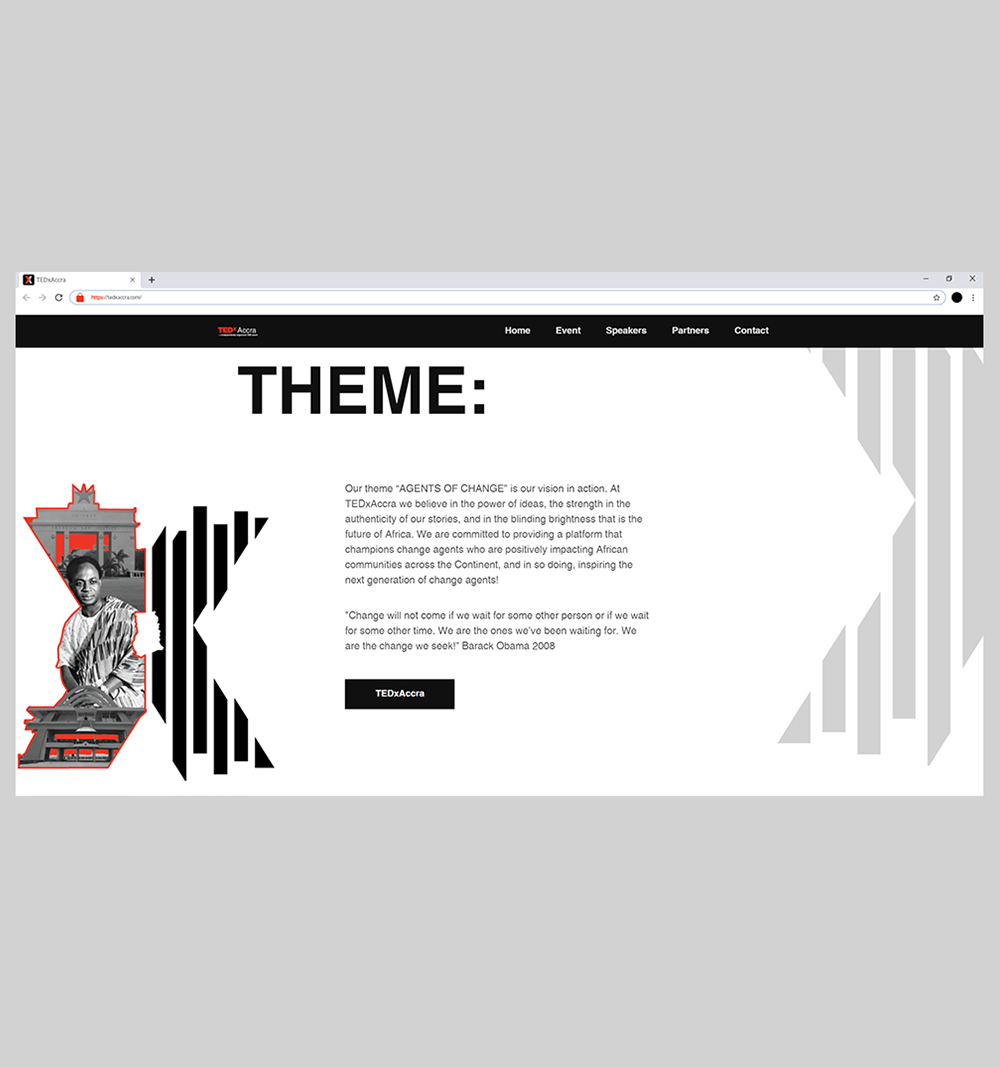 TEDxAccra
https://tedxaccra.com/
TEDxAccra
Home Event Speakers Partners Contact
THEME:
Our theme “AGENTS OF CHANGE” is our vision in action. At
TEDxAccra we believe in the power of ideas, the strength in the
authenticity of our stories, and in the blinding brightness that is the
future of Africa. We are committed to providing a platform that
champions change agents who are positively impacting African
communities across the Continent, and in so doing, inspiring the
next generation of change agents!
"Change will not come if we wait for some other person or if we wait
for some other time. We are the ones we’ve been waiting for. We
are the change we seek!" Barack Obama 2008
TEDxAccra